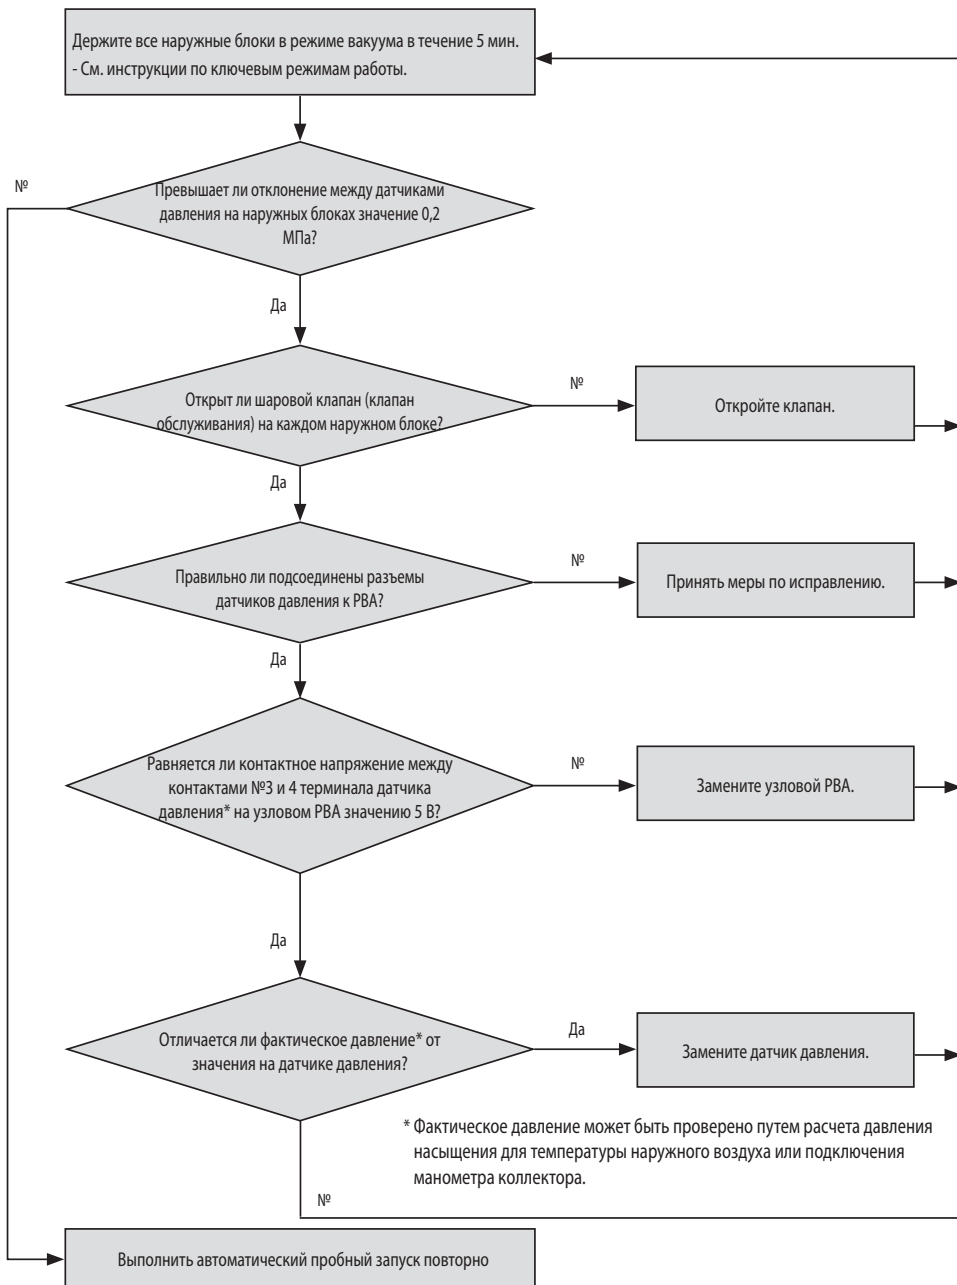 Держите все наружные блоки в режиме вакуума в течение 5 мин.
- См. инструкции по ключевым режимам работы.
№
Превышает ли отклонение между датчиками
давления на наружных блоках значение 0,2
МПа?
Да
Открыт ли шаровой клапан (клапан
обслуживания) на каждом наружном блоке?
№
Откройте клапан.
Да
Правильно ли подсоединены разъемы
датчиков давления к PBA?
№
Принять меры по исправлению.
Да
Равняется ли контактное напряжение между
контактами №3 и 4 терминала датчика
давления* на узловом PBA значению 5 В?
№
Замените узловой PBA.
Да
Отличается ли фактическое давление* от
значения на датчике давления?
Да
Замените датчик давления.
* Фактическое давление может быть проверено путем расчета давления
насыщения для температуры наружного воздуха или подключения
манометра коллектора.
№
Выполнить автоматический пробный запуск повторно